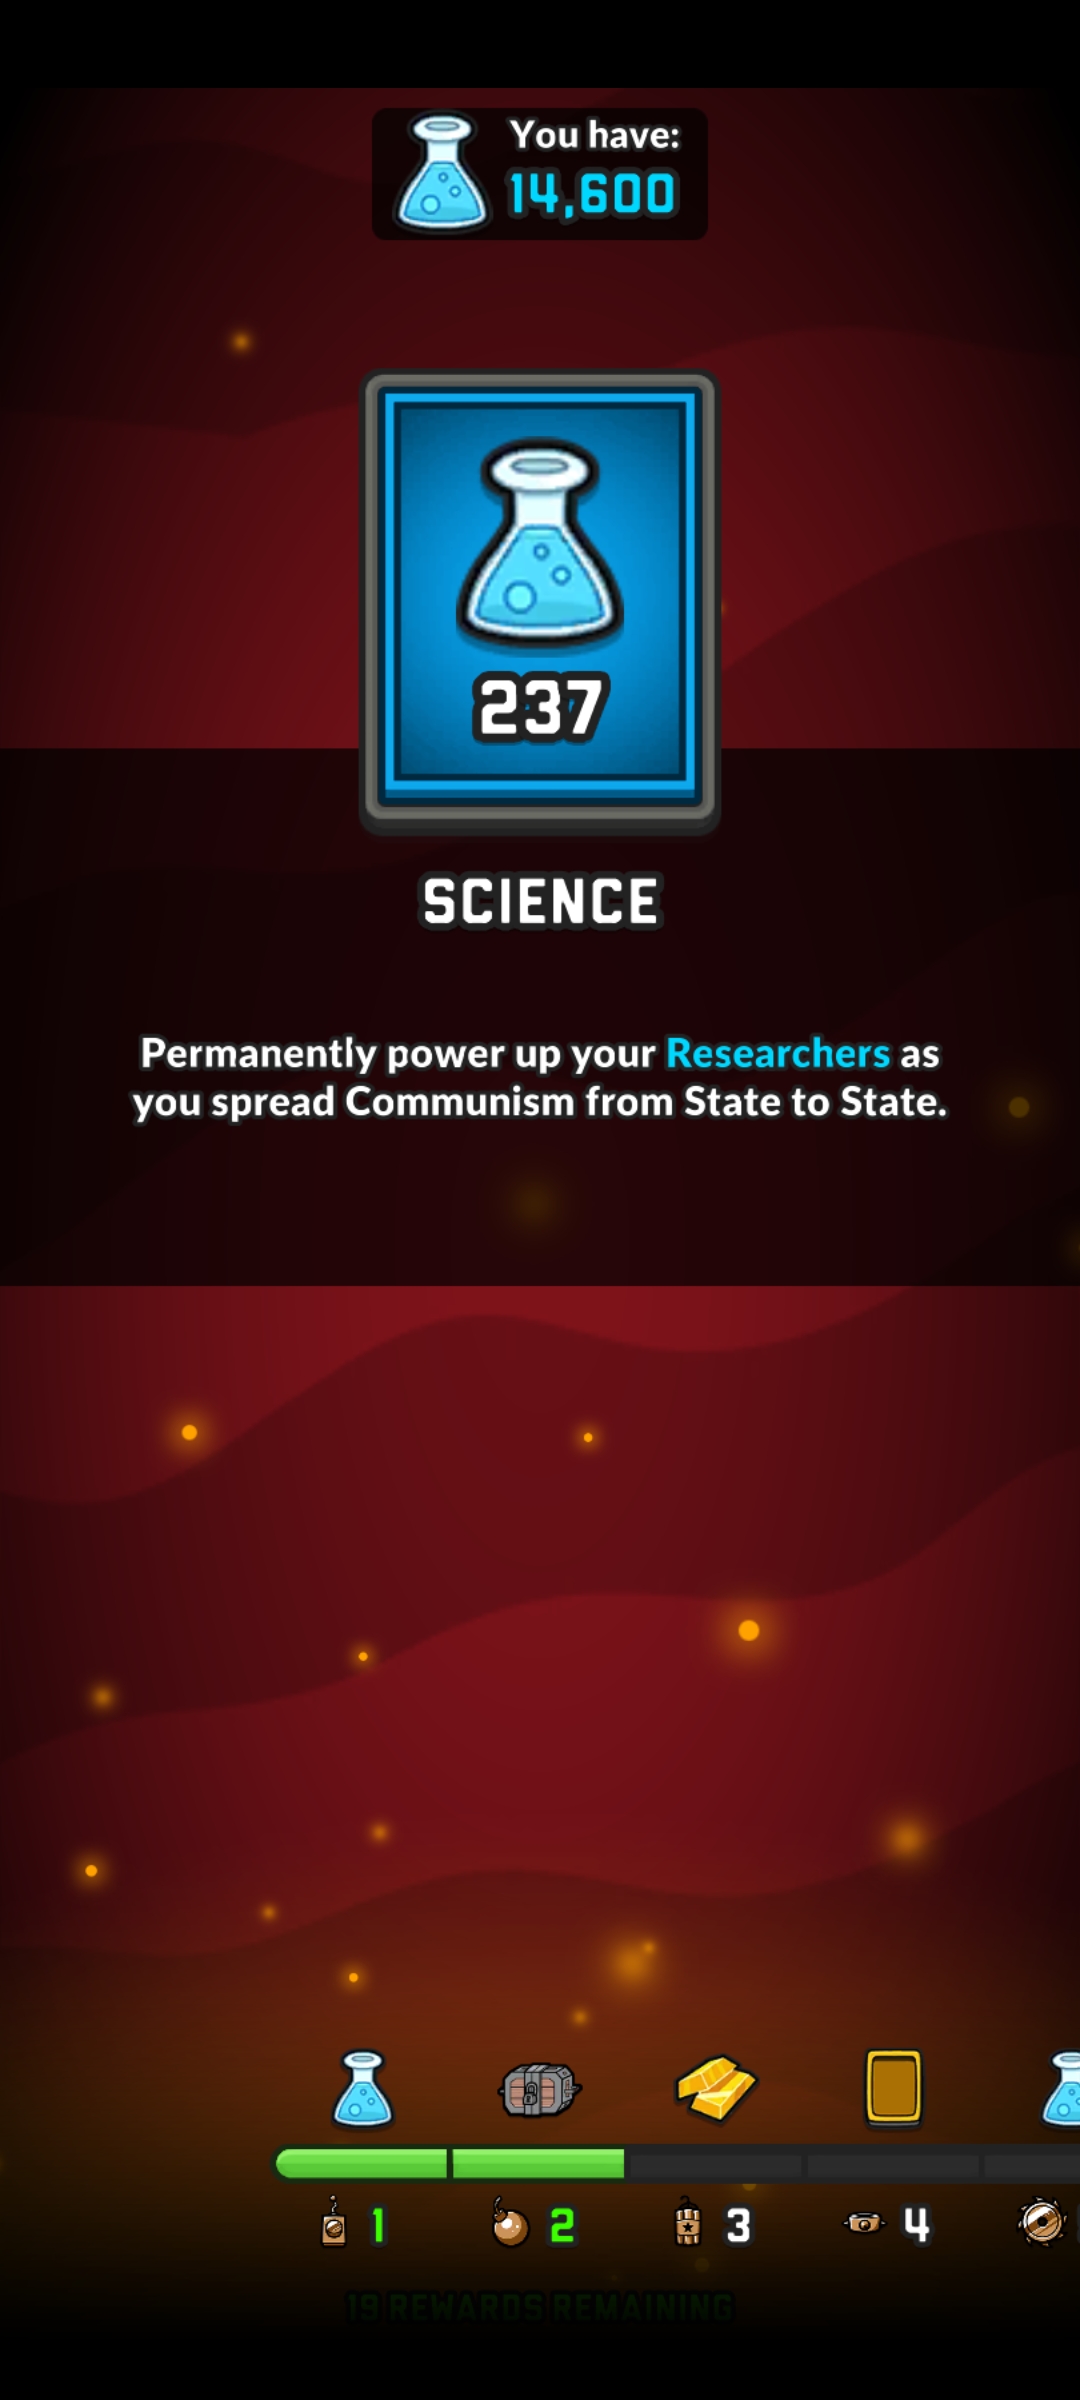 You have:
14,600
237
SCIENCE
Permanently power up your Researchers as
you spread Communism from State to State.
1 2 3 4
19 REWARDS REMAINING